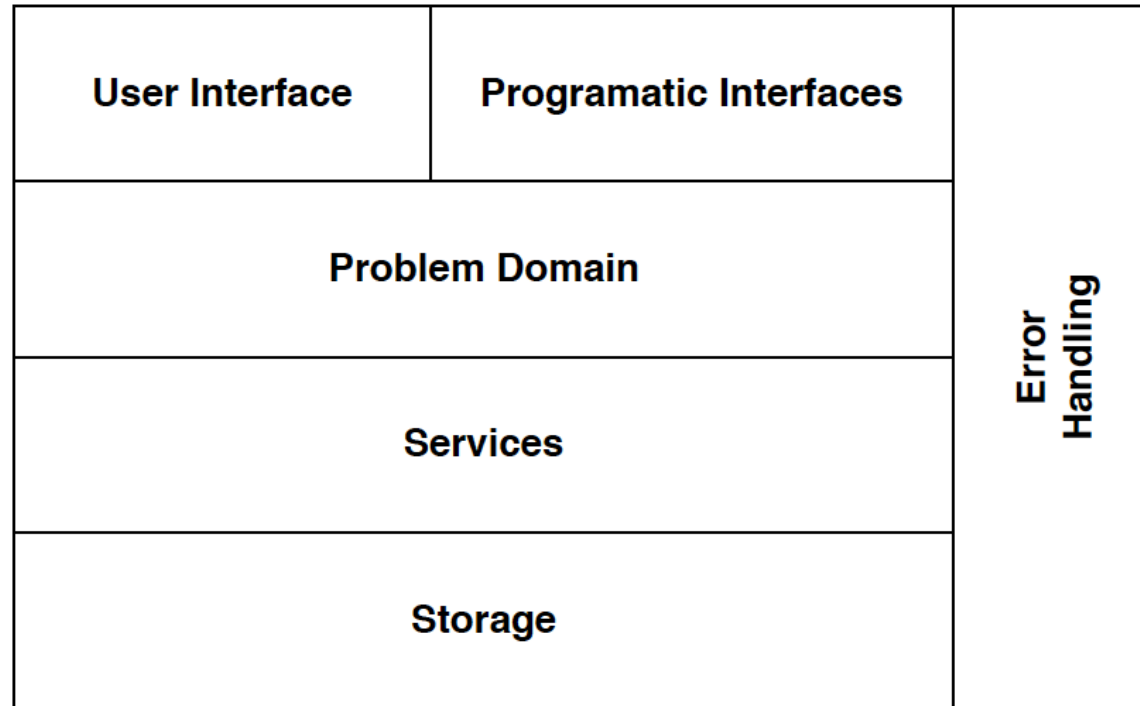 User Interface
Programatic Interfaces
Problem Domain
Services
Storage
Error
Handling